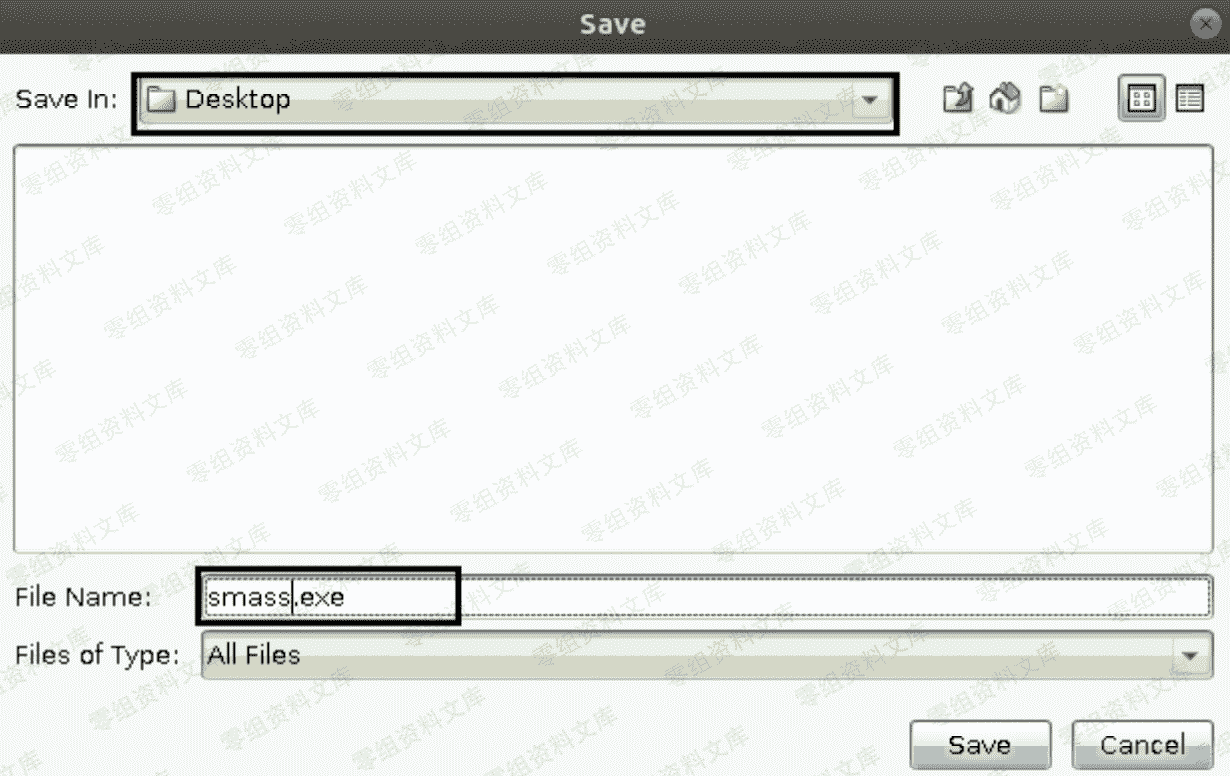 Save
Save In: Desktop
File Name: smass.exe
Files of Type: All Files
Save Cancel
零组资料文库